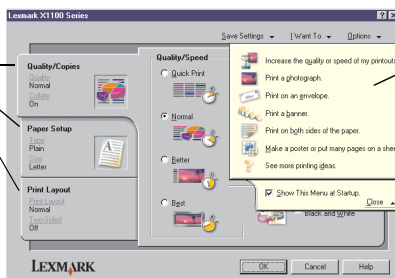 Lexmark X1100 Series
Save Settings
I Want To
Options
Quality/Copies
Quality
Normal
Collate
On
Paper Setup
Type
Plain
Size
Letter
Print Layout
Print Layout
Normal
Two-Sided
Off
Quality/Speed
Quick Print
Normal
Better
Best
Increase the quality or speed of my printouts
Print a photograph.
Print on an envelope.
Print a banner.
Print on both sides of the paper.
Make a poster or put many pages on a shee
See more printing ideas.
Show This Menu at Startup.
Close
Black and White
LEXMARK
OK
Cancel
Help